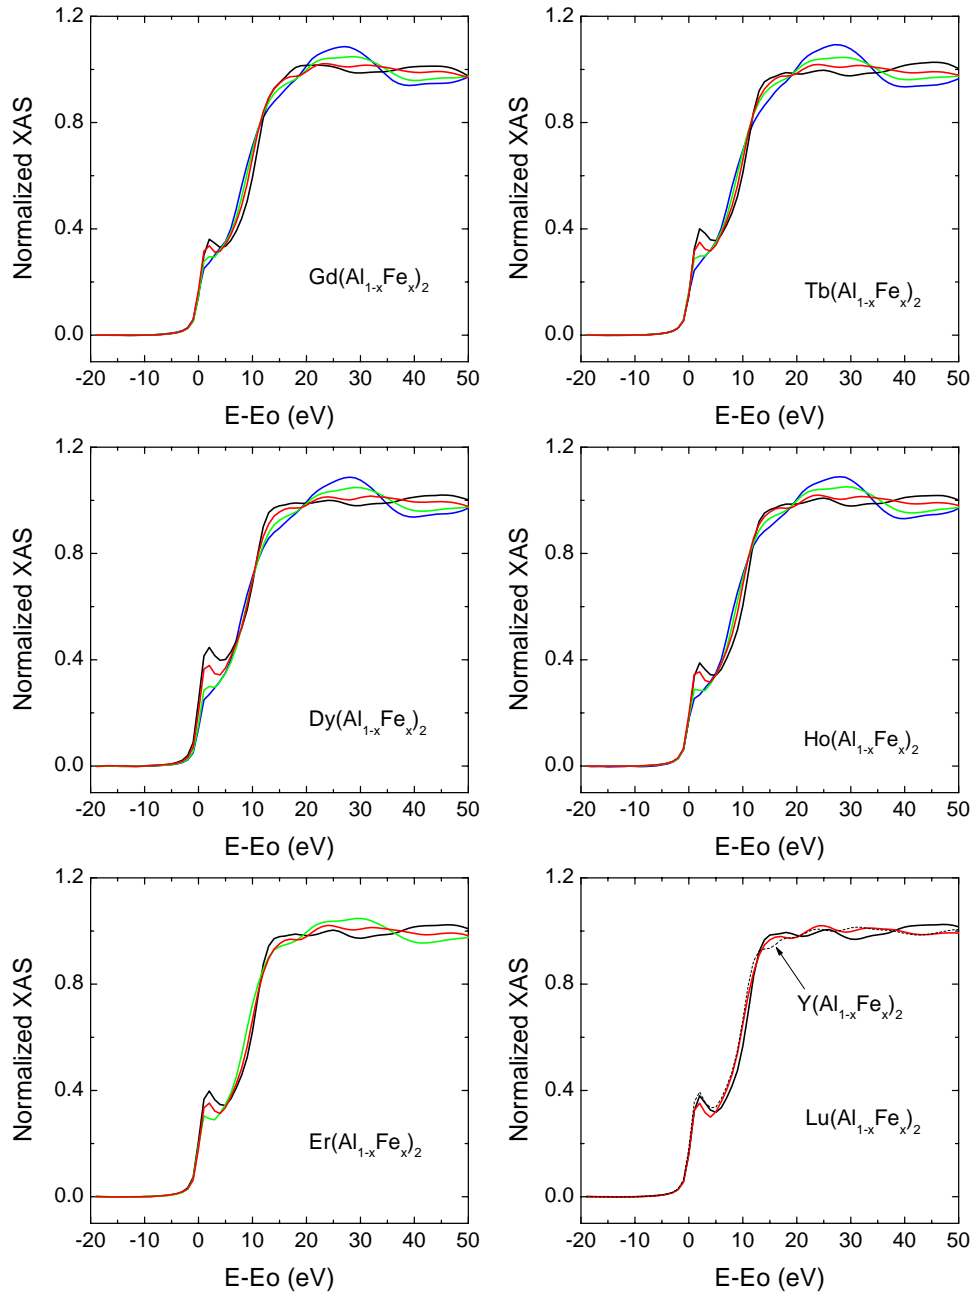 1.2
0.8
0.4
0.0
Normalized XAS
Gd(Al1-xFex)2
-20 -10 0 10 20 30 40 50
E-Eo (eV)
1.2
0.8
0.4
0.0
Normalized XAS
Tb(Al1-xFex)2
-20 -10 0 10 20 30 40 50
E-Eo (eV)
1.2
0.8
0.4
0.0
Normalized XAS
Dy(Al1-xFex)2
-20 -10 0 10 20 30 40 50
E-Eo (eV)
1.2
0.8
0.4
0.0
Normalized XAS
Ho(Al1-xFex)2
-20 -10 0 10 20 30 40 50
E-Eo (eV)
1.2
0.8
0.4
0.0
Normalized XAS
Er(Al1-xFex)2
-20 -10 0 10 20 30 40 50
E-Eo (eV)
1.2
0.8
0.4
0.0
Normalized XAS
Y(Al1-xFex)2
Lu(Al1-xFex)2
-20 -10 0 10 20 30 40 50
E-Eo (eV)